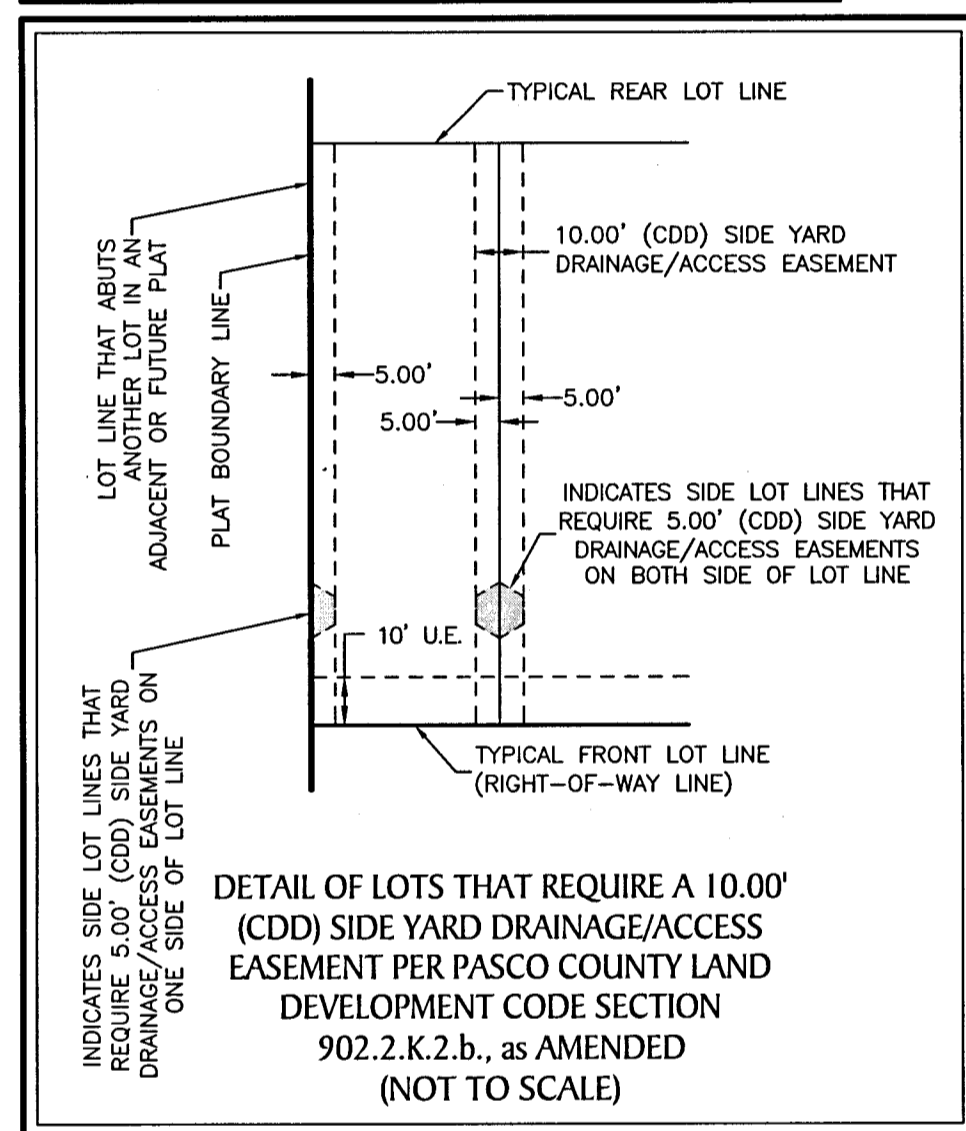 TYPICAL REAR LOT LINE
LOT LINE THAT ABUTS
ANOTHER LOT IN AN
ADJACENT OR FUTURE PLAT
PLAT BOUNDARY LINE
10.00' (CDD) SIDE YARD
DRAINAGE/ACCESS EASEMENT
5.00'
5.00'
5.00'
INDICATES SIDE LOT LINES THAT
REQUIRE 5.00' (CDD) SIDE YARD
DRAINAGE/ACCESS EASEMENTS
ON BOTH SIDE OF LOT LINE
10' U.E.
INDICATES SIDE LOT LINES THAT
REQUIRE 5.00' (CDD) SIDE YARD
DRAINAGE/ACCESS EASEMENTS ON
ONE SIDE OF LOT LINE
TYPICAL FRONT LOT LINE
(RIGHT-OF-WAY LINE)
DETAIL OF LOTS THAT REQUIRE A 10.00'
(CDD) SIDE YARD DRAINAGE/ACCESS
EASEMENT PER PASCO COUNTY LAND
DEVELOPMENT CODE SECTION
902.2.K.2.b., as AMENDED
(NOT TO SCALE)